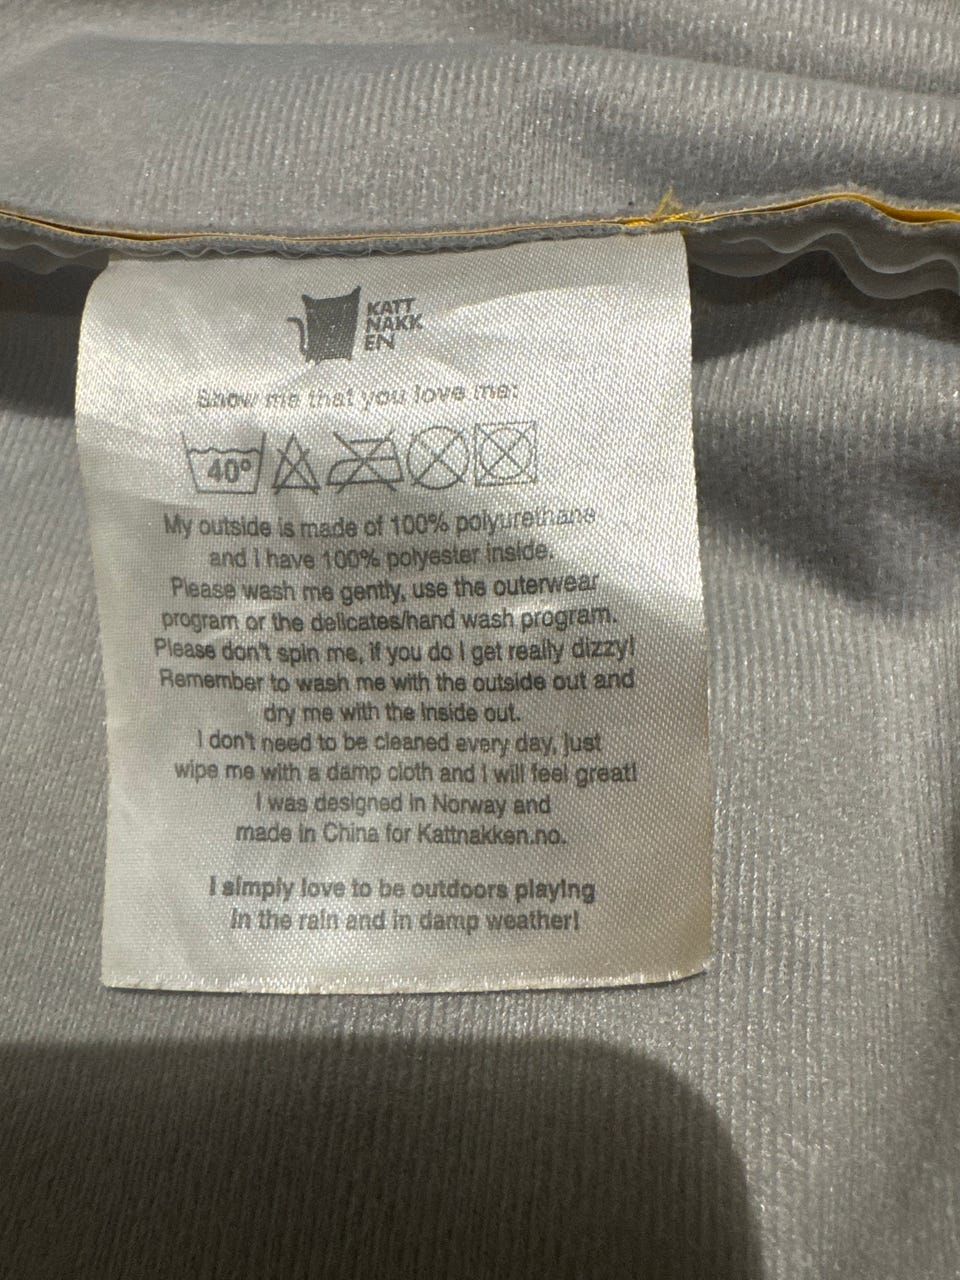 KATT
NAKK
EN
Show me that you love me:
40°
My outside is made of 100% polyurethane
and I have 100% polyester inside.
Please wash me gently, use the outerwear
program or the delicates/hand wash program.
Please don't spin me, if you do I get really dizzy!
Remember to wash me with the outside out and
dry me with the inside out.
I don't need to be cleaned every day, just
wipe me with a damp cloth and I will feel great!
I was designed in Norway and
made in China for Kattnakken.no.
I simply love to be outdoors playing
in the rain and in damp weather!